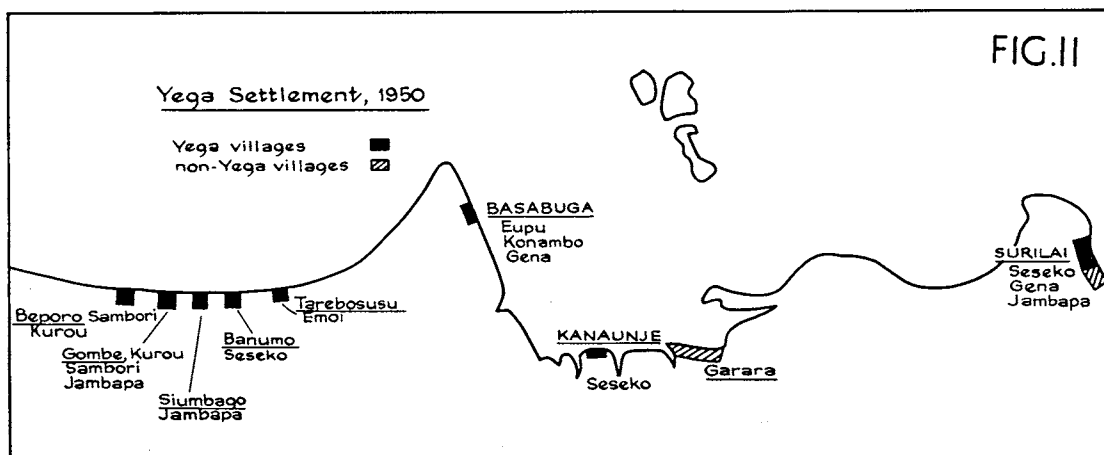 FIG.11
Yega Settlement, 1950
Yega villages
non-Yega villages
BASABUGA
Eupu
Konambo
Gena
SURILAI
Seseko
Gena
Jambapa
Beporo Sambori
Kurou
Gombe, Kurou
Sambori
Jambapa
Siumbago
Jambapa
Banumo
Seseko
Tarebosusu
Emoi
KANAUNJE
Seseko
Garara